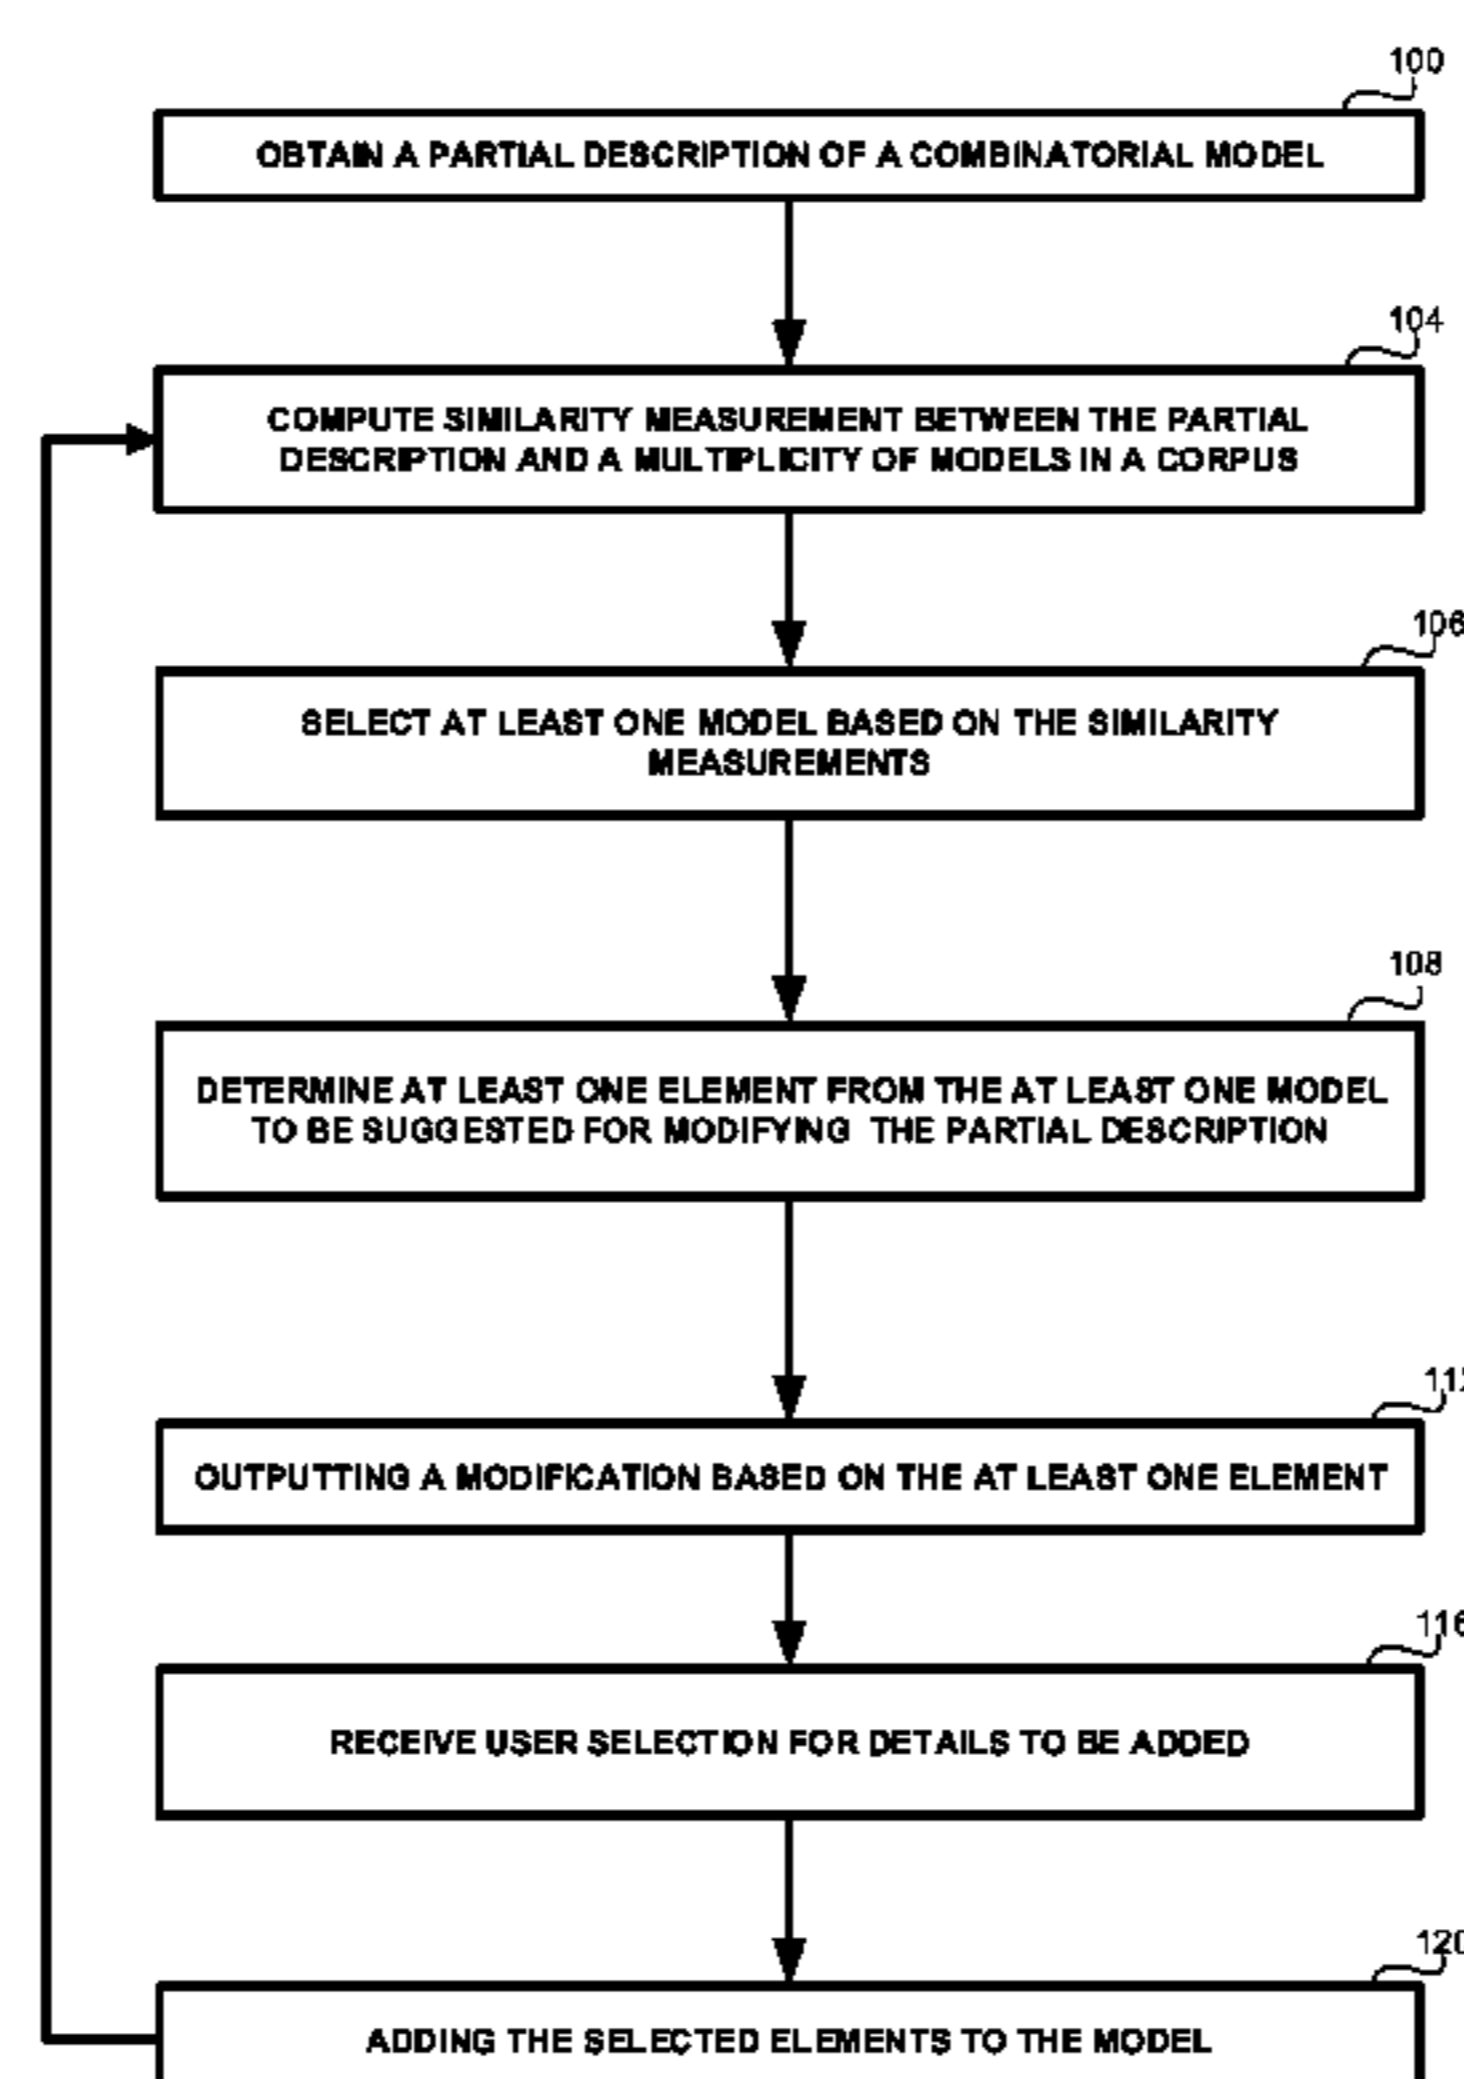 100
OBTAIN A PARTIAL DESCRIPTION OF A COMBINATORIAL MODEL
104
COMPUTE SIMILARITY MEASUREMENT BETWEEN THE PARTIAL
DESCRIPTION AND A MULTIPLICITY OF MODELS IN A CORPUS
106
SELECT AT LEAST ONE MODEL BASED ON THE SIMILARITY
MEASUREMENTS
108
DETERMINE AT LEAST ONE ELEMENT FROM THE AT LEAST ONE MODEL
TO BE SUGGESTED FOR MODIFYING THE PARTIAL DESCRIPTION
112
OUTPUTTING A MODIFICATION BASED ON THE AT LEAST ONE ELEMENT
116
RECEIVE USER SELECTION FOR DETAILS TO BE ADDED
120
ADDING THE SELECTED ELEMENTS TO THE MODEL